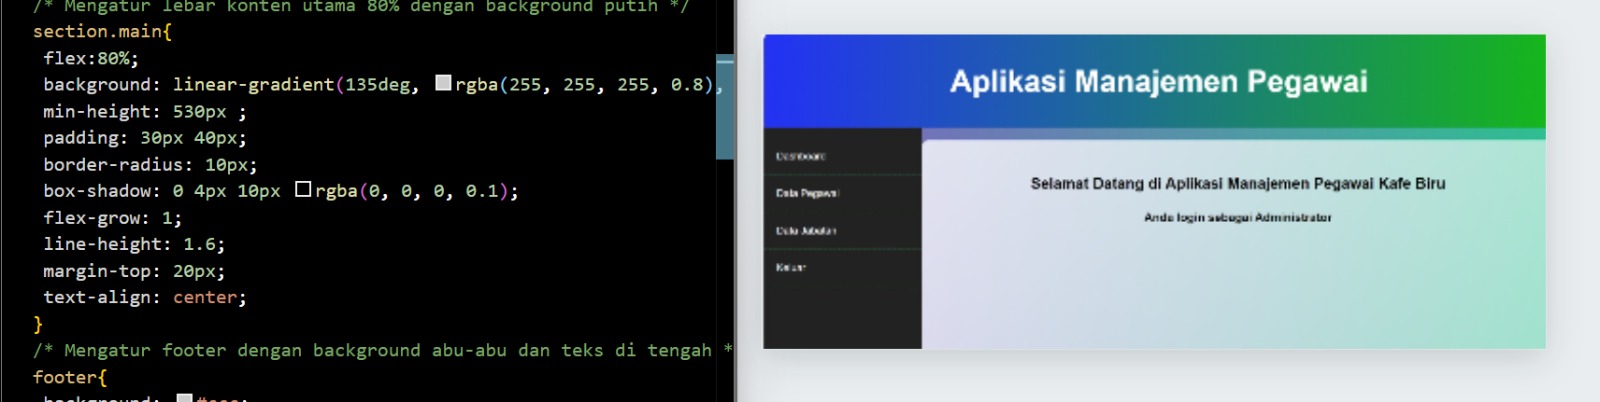 /* Mengatur lebar konten utama 80% dengan background putih */
section.main{
flex:80%;
background: linear-gradient(135deg, rgba(255, 255, 255, 0.8),
min-height: 530px ;
padding: 30px 40px;
border-radius: 10px;
box-shadow: 0 4px 10px rgba(0, 0, 0, 0.1);
flex-grow: 1;
line-height: 1.6;
margin-top: 20px;
text-align: center;
}
/* Mengatur footer dengan background abu-abu dan teks di tengah *
footer{
Aplikasi Manajemen Pegawai
Dashboard
Data Pegawai
Data Jabatan
Keluar
Selamat Datang di Aplikasi Manajemen Pegawai Kafe Biru
Anda login sebagai Administrator